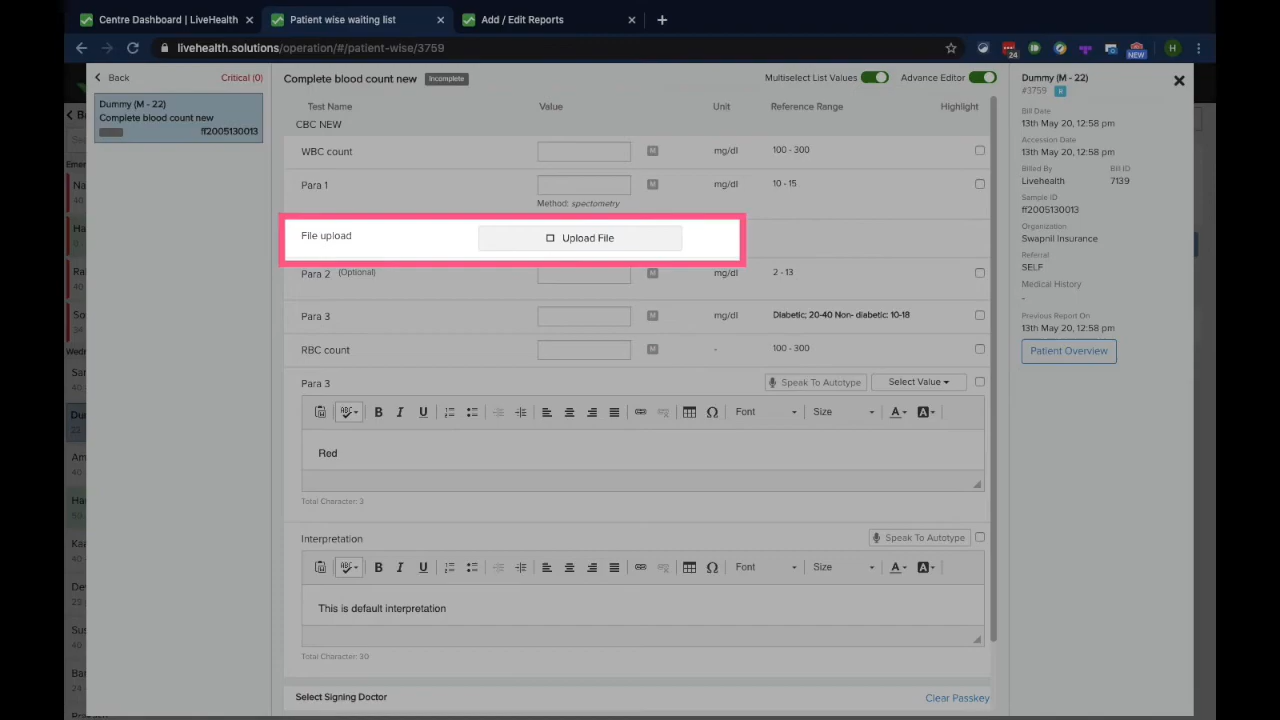 Centre Dashboard | LiveHealth
Patient wise waiting list
Add / Edit Reports
livehealth.solutions/operation/#/patient-wise/3759
24
NEW
H
Back
Critical (0)
Dummy (M - 22)
Complete blood count new
ff2005130013
Complete blood count new
Incomplete
Multiselect List Values
Advance Editor
Test Name
Value
Unit
Reference Range
Highlight
CBC NEW
WBC count
M
mg/dl
100 - 300
Para 1
M
mg/dl
10 - 15
Method: spectometry
File upload
Upload File
Para 2 (Optional)
M
mg/dl
2 - 13
Para 3
M
mg/dl
Diabetic; 20-40 Non- diabetic: 10-18
RBC count
M
-
100 - 300
Para 3
Speak To Autotype
Select Value
ABC
B I U
Ω
Font
Size
A
A
Red
Total Character: 3
Interpretation
Speak To Autotype
ABC
B I U
Ω
Font
Size
A
A
This is default interpretation
Total Character: 30
Select Signing Doctor
Clear Passkey
Dummy (M - 22)
#3759
R
Bill Date
13th May 20, 12:58 pm
Accession Date
13th May 20, 12:58 pm
Billed By
Bill ID
Livehealth
7139
Sample ID
ff2005130013
Organization
Swapnil Insurance
Referral
SELF
Medical History
-
Previous Report On
13th May 20, 12:58 pm
Patient Overview